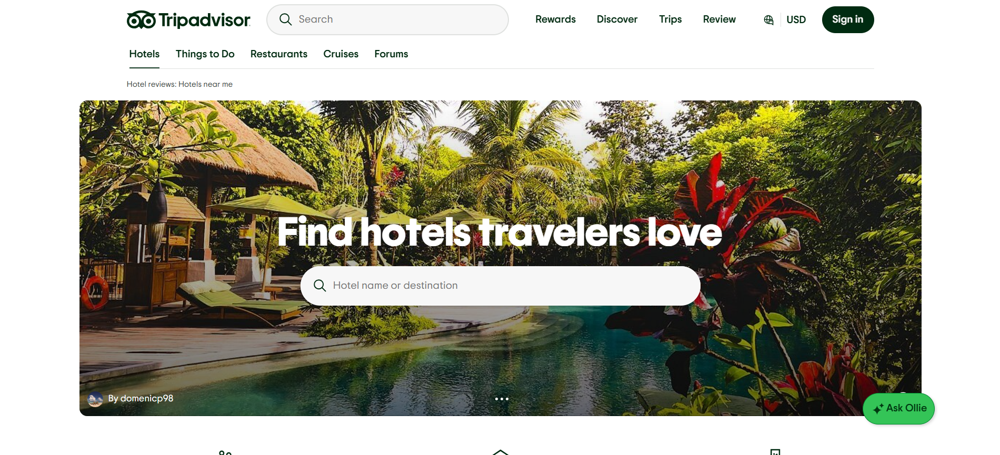 Tripadvisor
Search
Rewards
Discover
Trips
Review
USD
Sign in
Hotels
Things to Do
Restaurants
Cruises
Forums
Hotel reviews: Hotels near me
Find hotels travelers love
Hotel name or destination
By domenicp98
Ask Ollie